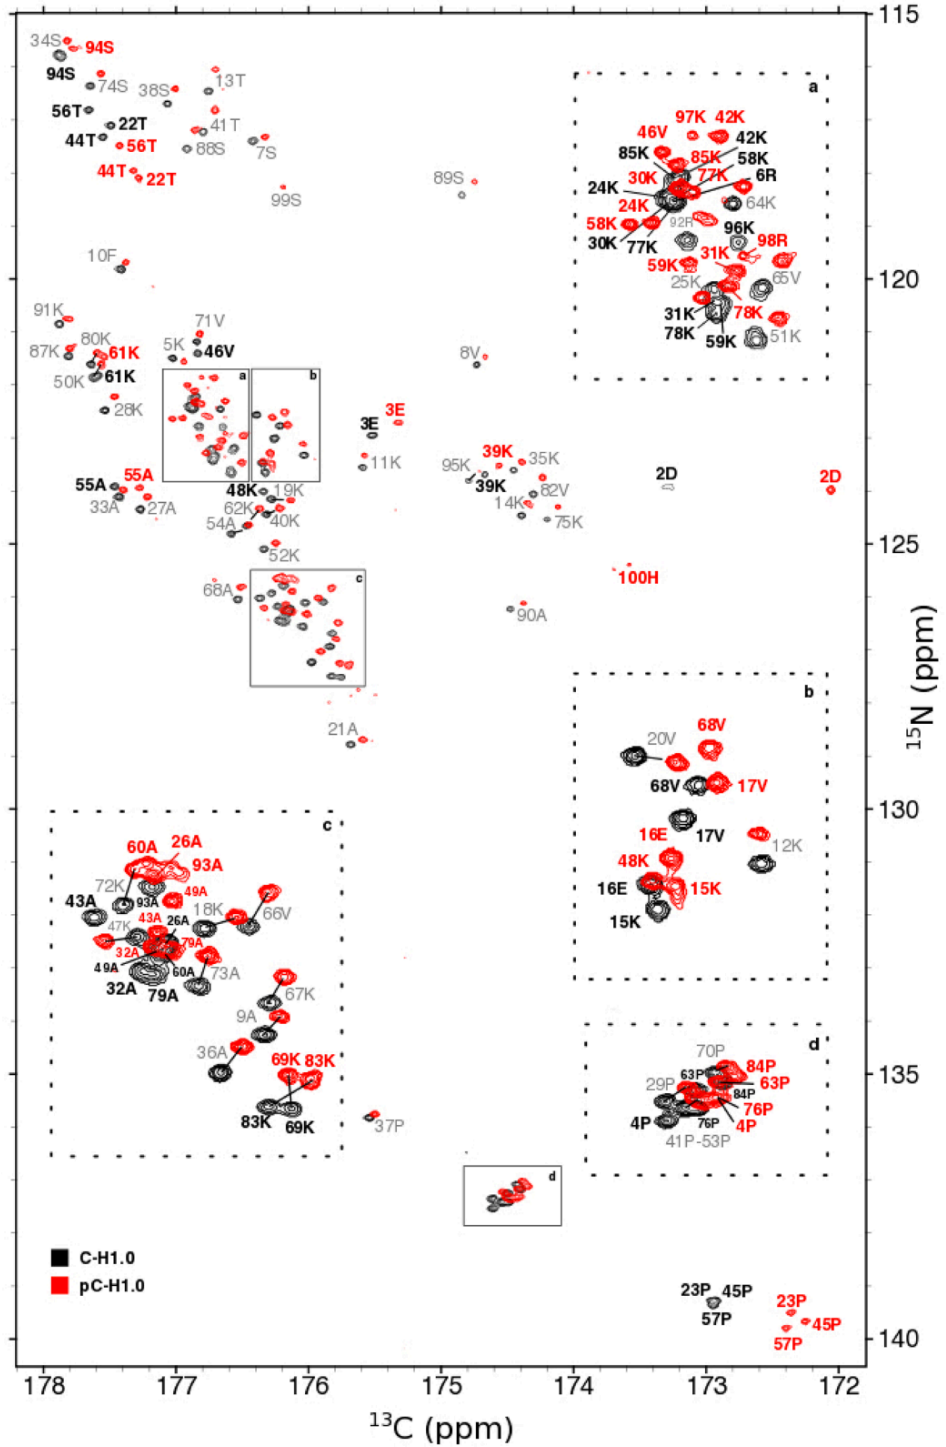 115
34S
94S
94S
74S
38S
13T
56T
22T
41T
44T
56T
88S
7S
44T
22T
99S
89S
10F
91K
71V
87K
80K
61K
5K
46V
50K
61K
28K
8V
a
b
3E
3E
11K
95K
39K
35K
39K
82V
14K
75K
2D
2D
55A
55A
33A
27A
48K
19K
62K
40K
54A
52K
68A
c
90A
100H
21A
a
97K
42K
46V
42K
85K
85K
58K
30K
77K
6R
24K
24K
64K
58K
92R
96K
30K
77K
98R
59K
31K
25K
65V
31K
78K
78K
59K
51K
120
125
b
68V
20V
68V
17V
17V
16E
12K
48K
16E
15K
15K
15N (ppm)
130
c
60A
26A
93A
72K
93A
49A
43A
43A
26A
18K
66V
47K
32A
79A
49A
60A
73A
32A
79A
67K
9A
36A
69K
83K
83K
69K
37P
d
70P
84P
63P
63P
29P
84P
76P
4P
76P
4P
41P-53P
135
d
C-H1.0
pC-H1.0
23P
45P
57P
23P
45P
57P
140
178
177
176
175
174
173
172
13C (ppm)